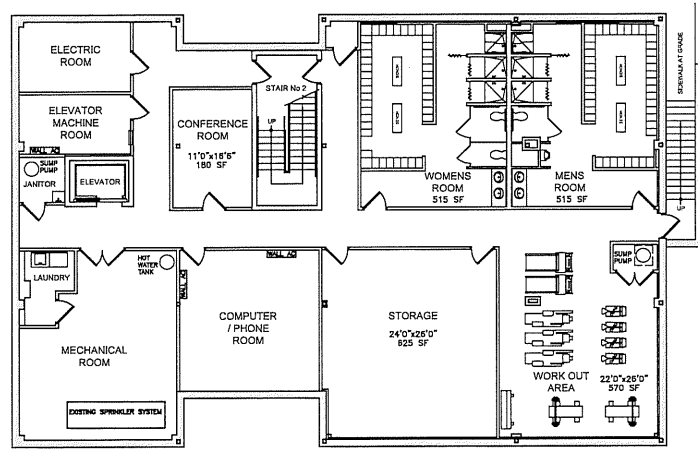 ELECTRIC
ROOM
ELEVATOR
MACHINE
ROOM
WALL AC
SUMP
PUMP
JANITOR
ELEVATOR
CONFERENCE
ROOM
11'0"x16'6"
180 SF
STAIR No 2
UP
WOMENS
ROOM
515 SF
MENS
ROOM
515 SF
SIDEWALK AT GRADE
UP
LAUNDRY
HOT
WATER
TANK
MECHANICAL
ROOM
EXISTING SPRINKLER SYSTEM
WALL AC
WALL AC
COMPUTER
/ PHONE
ROOM
STORAGE
24'0"x26'0"
625 SF
SUMP
PUMP
WORK OUT
AREA
22'0"x26'0"
570 SF